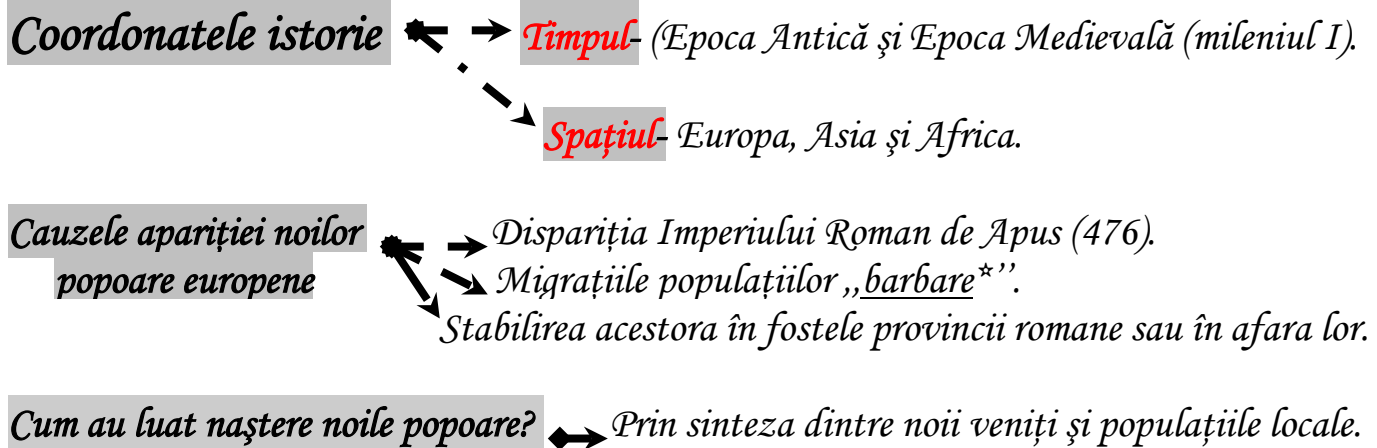 Coordonatele istorie Timpul- (Epoca Antică şi Epoca Medievală (mileniul I).
Spaţiul- Europa, Asia şi Africa.
Cauzele apariţiei noilor Dispariţia Imperiului Roman de Apus (476).
popoare europene Migraţiile populaţiilor ,,barbare*’’.
Stabilirea acestora în fostele provincii romane sau în afara lor.
Cum au luat naştere noile popoare? Prin sinteza dintre noii veniţi şi populaţiile locale.